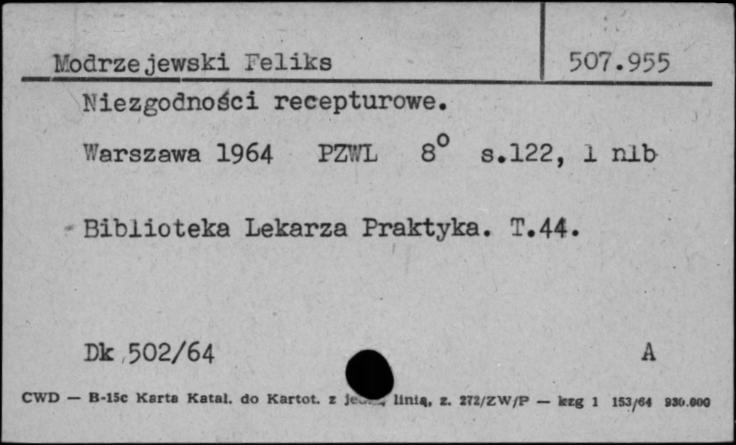 Modrzejewski Feliks 507.955
Niezgodności recepturowe.
Warszawa 1964 PZWL 8° s.122, 1 nlb
Biblioteka Lekarza Praktyka. T.44.
Dk 502/64 A
CWD — B-15c Karta Katal. do Kartot. z linią, z. 272/ZW/P — kzg 1 153/64 930.000